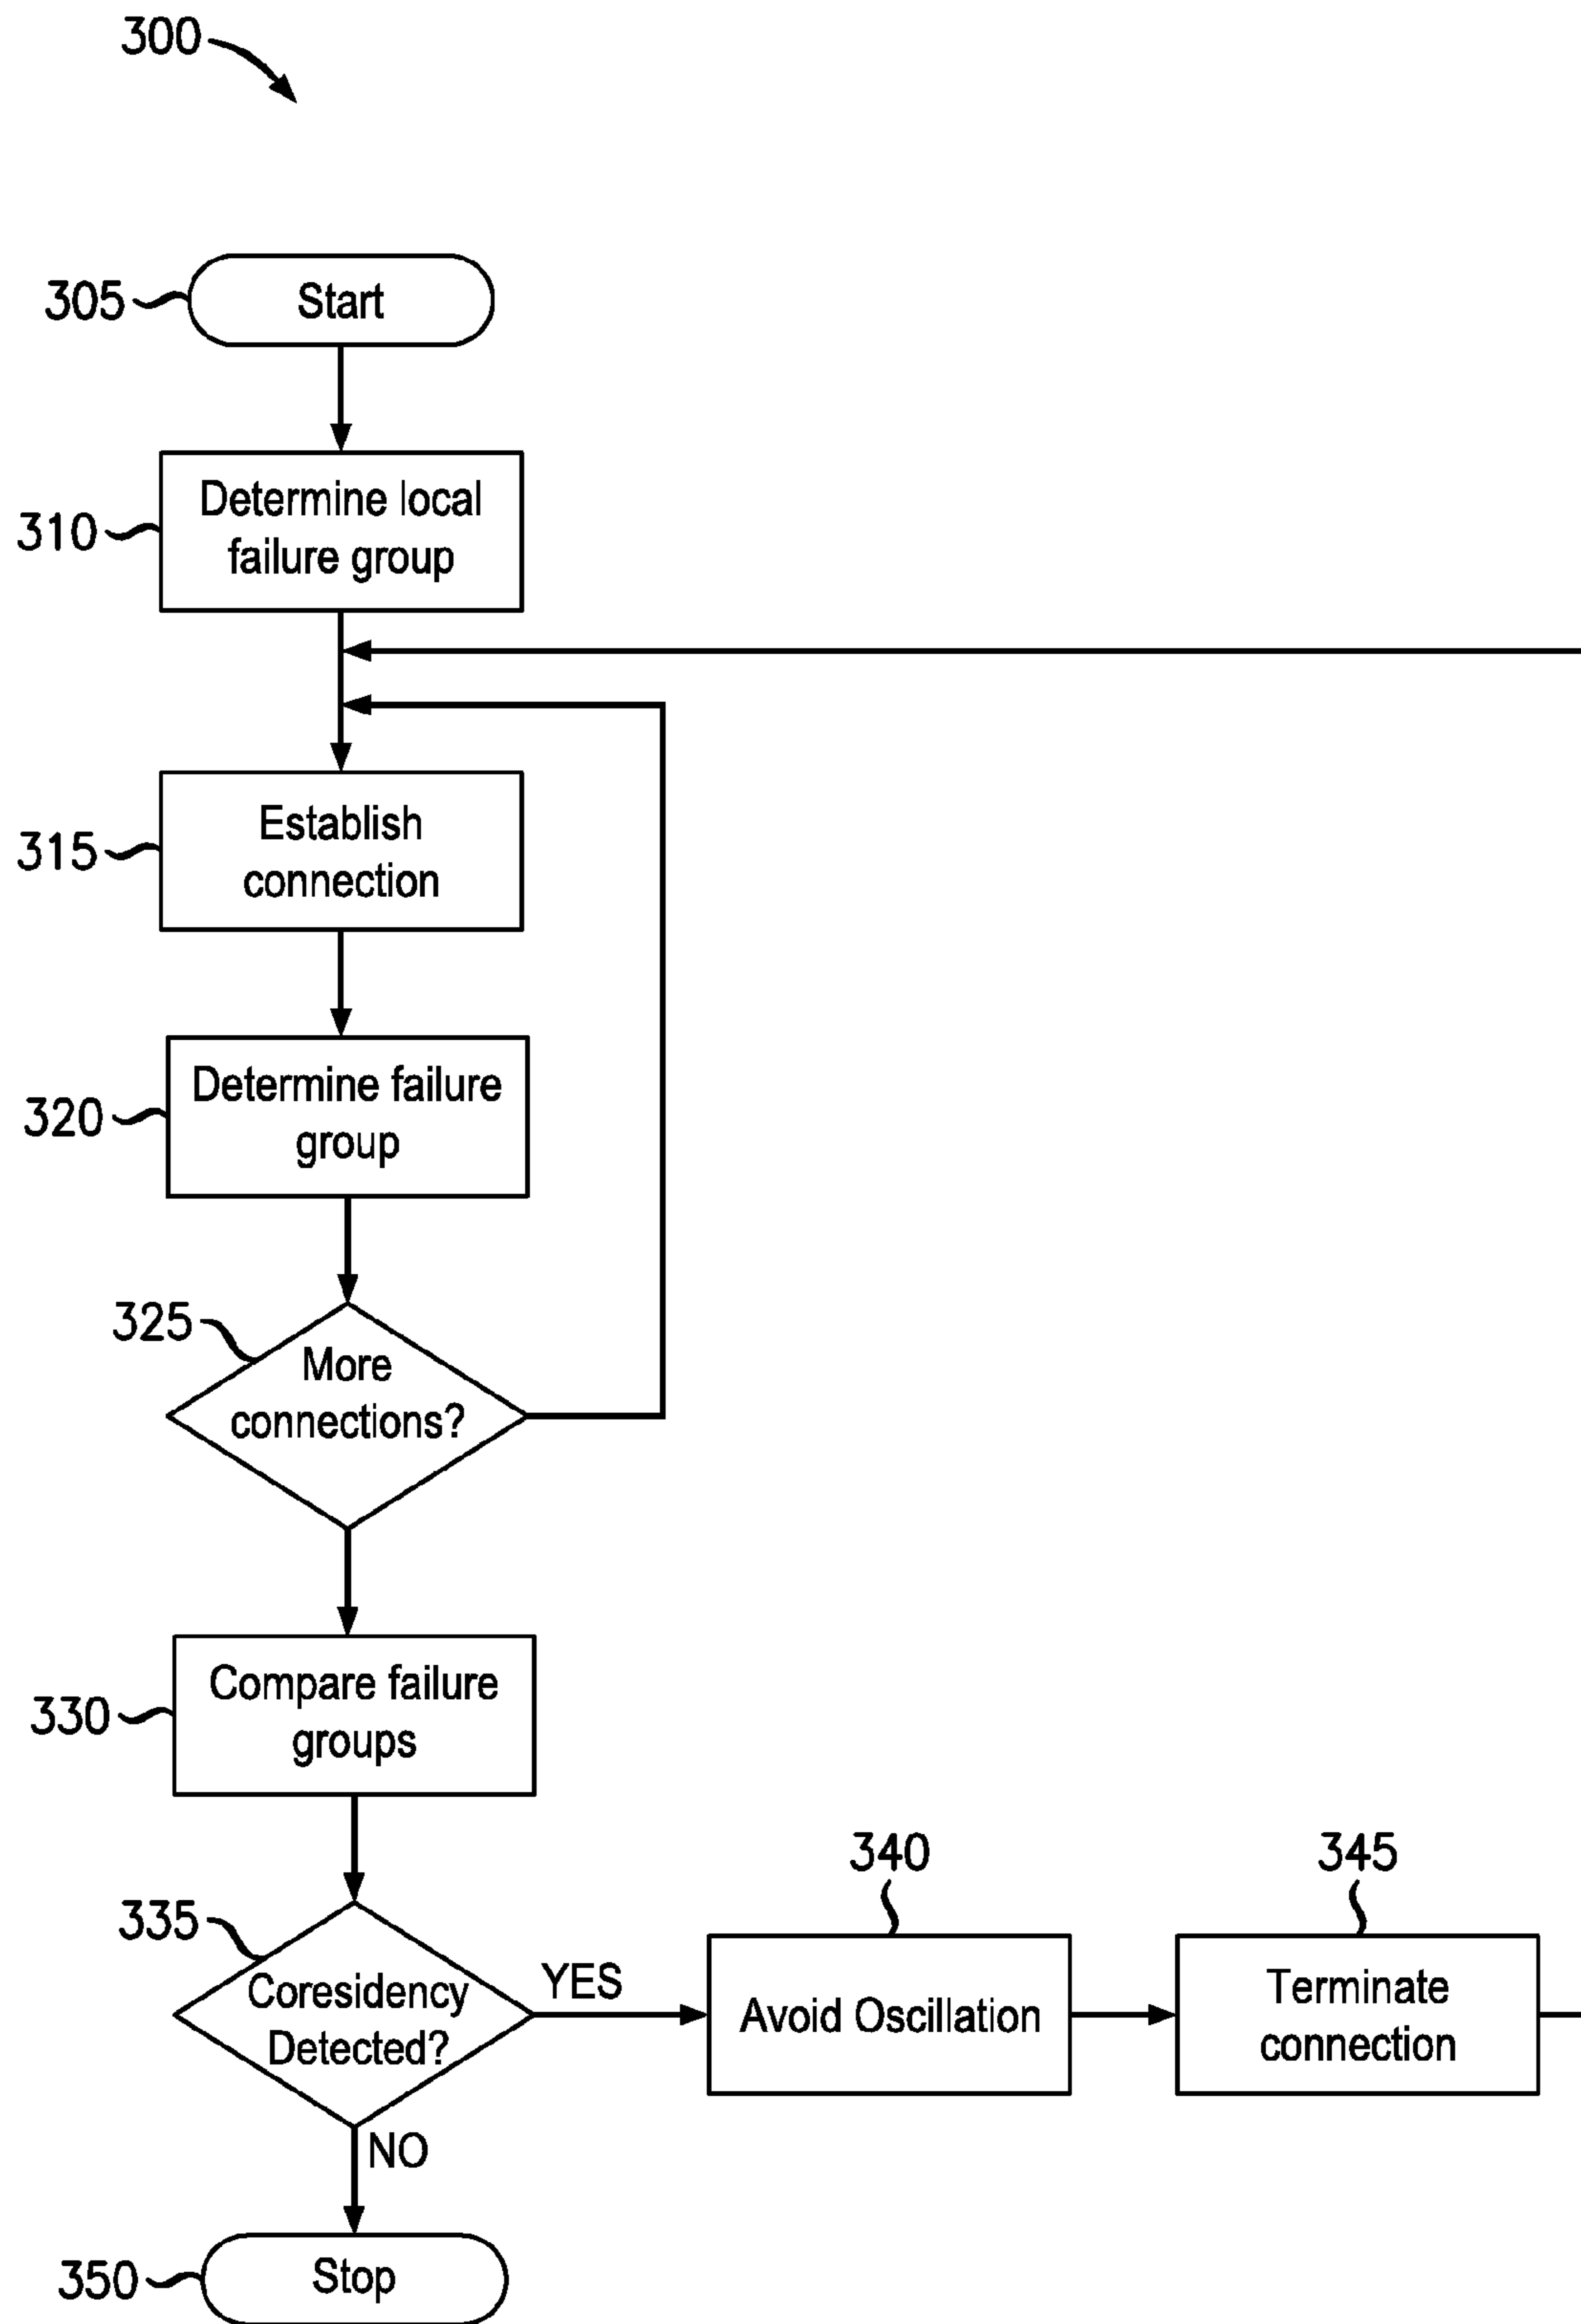 300
305
Start
310
Determine local
failure group
315
Establish
connection
320
Determine failure
group
325
More
connections?
330
Compare failure
groups
335
Coresidency
Detected?
YES
340
Avoid Oscillation
345
Terminate
connection
NO
350
Stop